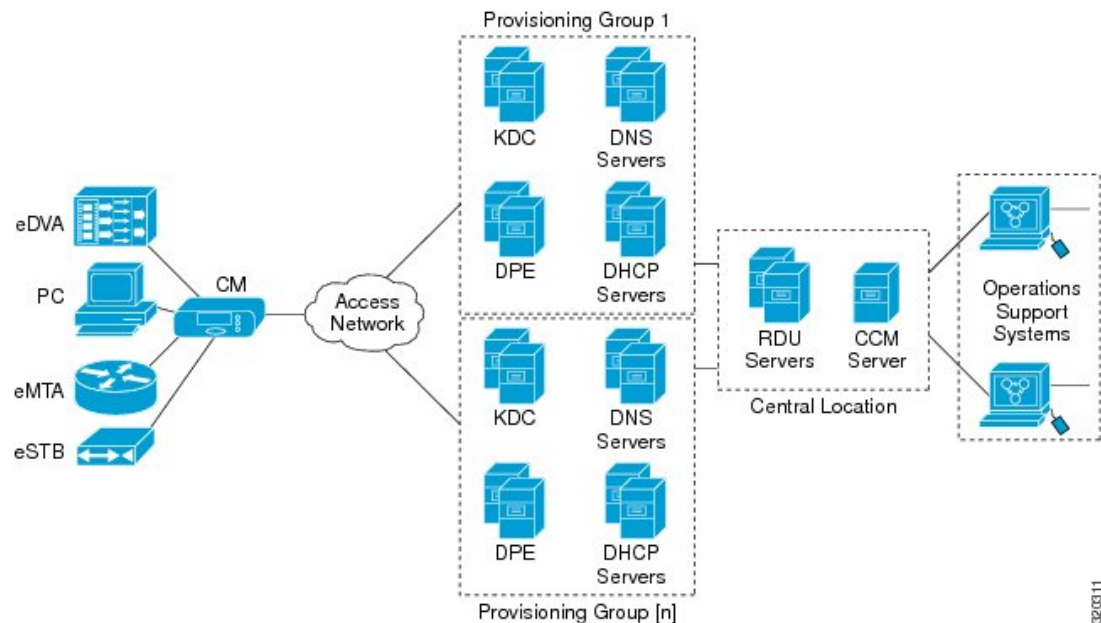 Provisioning Group 1
KDC
DNS
Servers
DPE
DHCP
Servers
eDVA
PC
eMTA
eSTB
CM
Access
Network
KDC
DNS
Servers
DPE
DHCP
Servers
Provisioning Group [n]
RDU
Servers
CCM
Server
Central Location
Operations
Support
Systems
320311